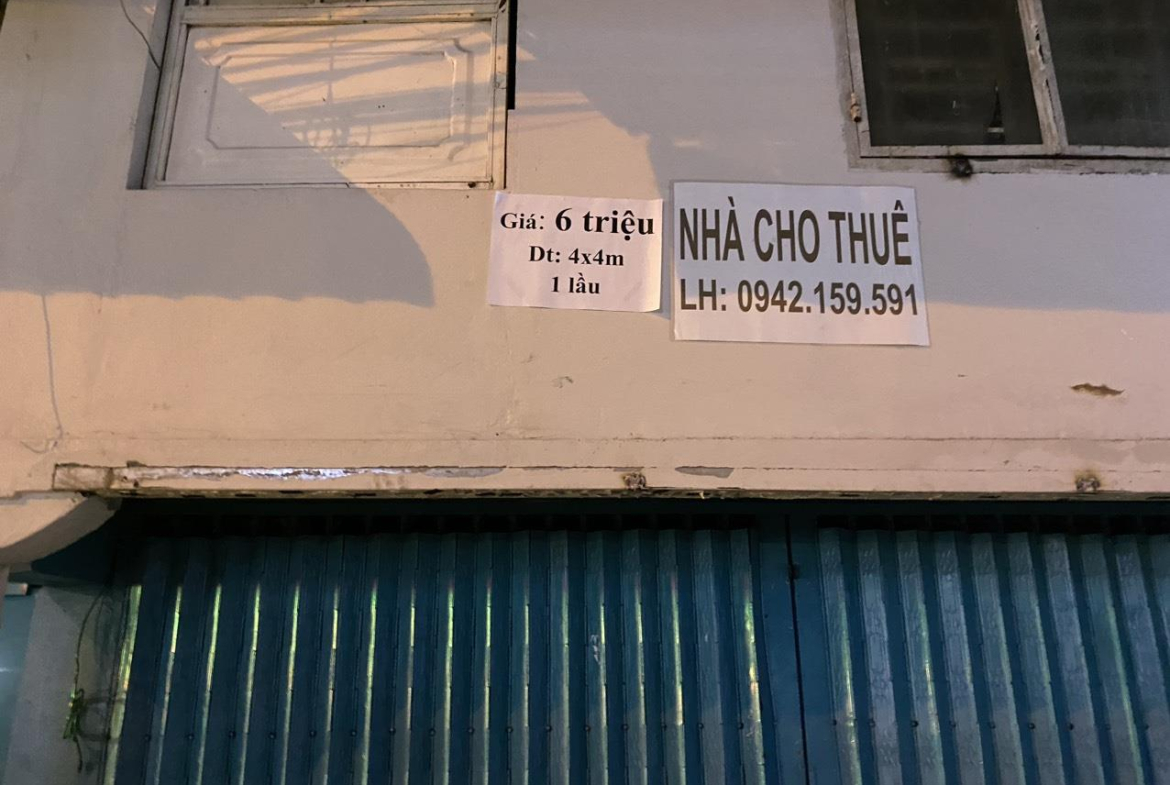 Giá: 6 triệu
Dt: 4x4m
1 lầu
NHÀ CHO THUÊ
LH: 0942.159.591